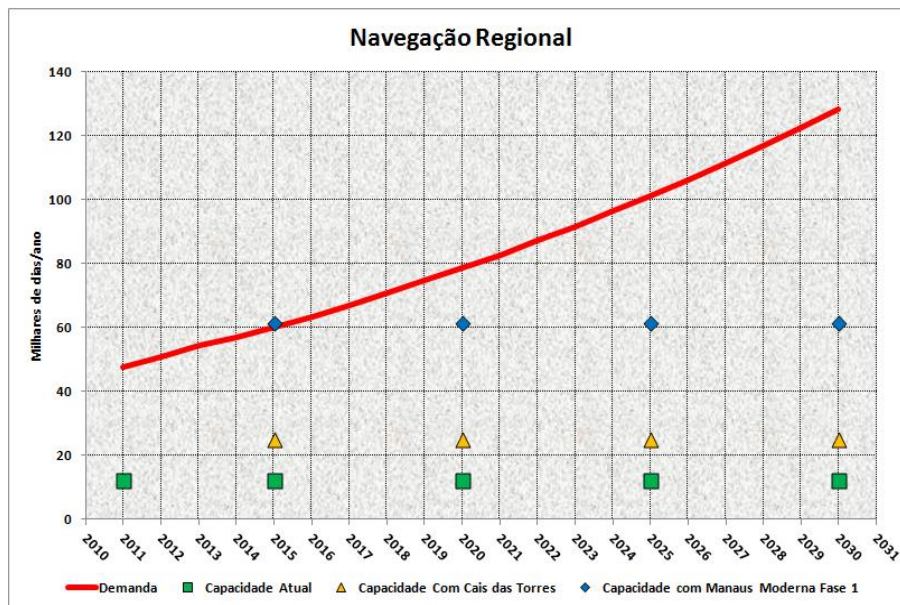 Navegação Regional
Milhares de dias/ano
140
120
100
80
60
40
20
0
2010 2011 2012 2013 2014 2015 2016 2017 2018 2019 2020 2021 2022 2023 2024 2025 2026 2027 2028 2029 2030 2031
Demanda Capacidade Atual Capacidade Com Cais das Torres Capacidade com Manaus Moderna Fase 1